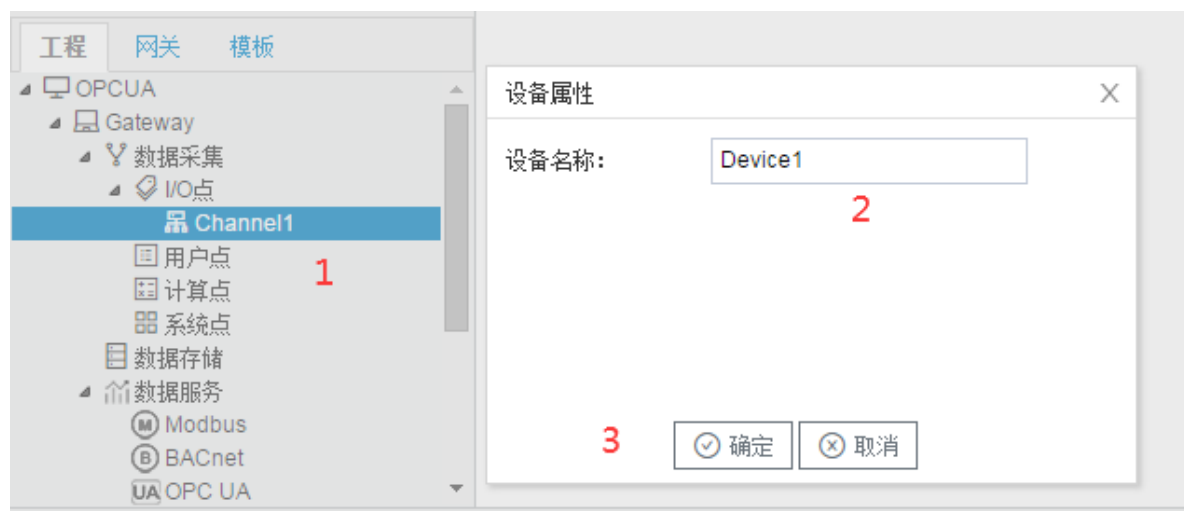 工程 网关 模板
OPCUA
Gateway
数据采集
I/O点
Channel1
用户点
计算点
系统点
数据存储
数据服务
M Modbus
B BACnet
UA OPC UA
1
设备属性 X
设备名称: Device1
2
3
确定 取消